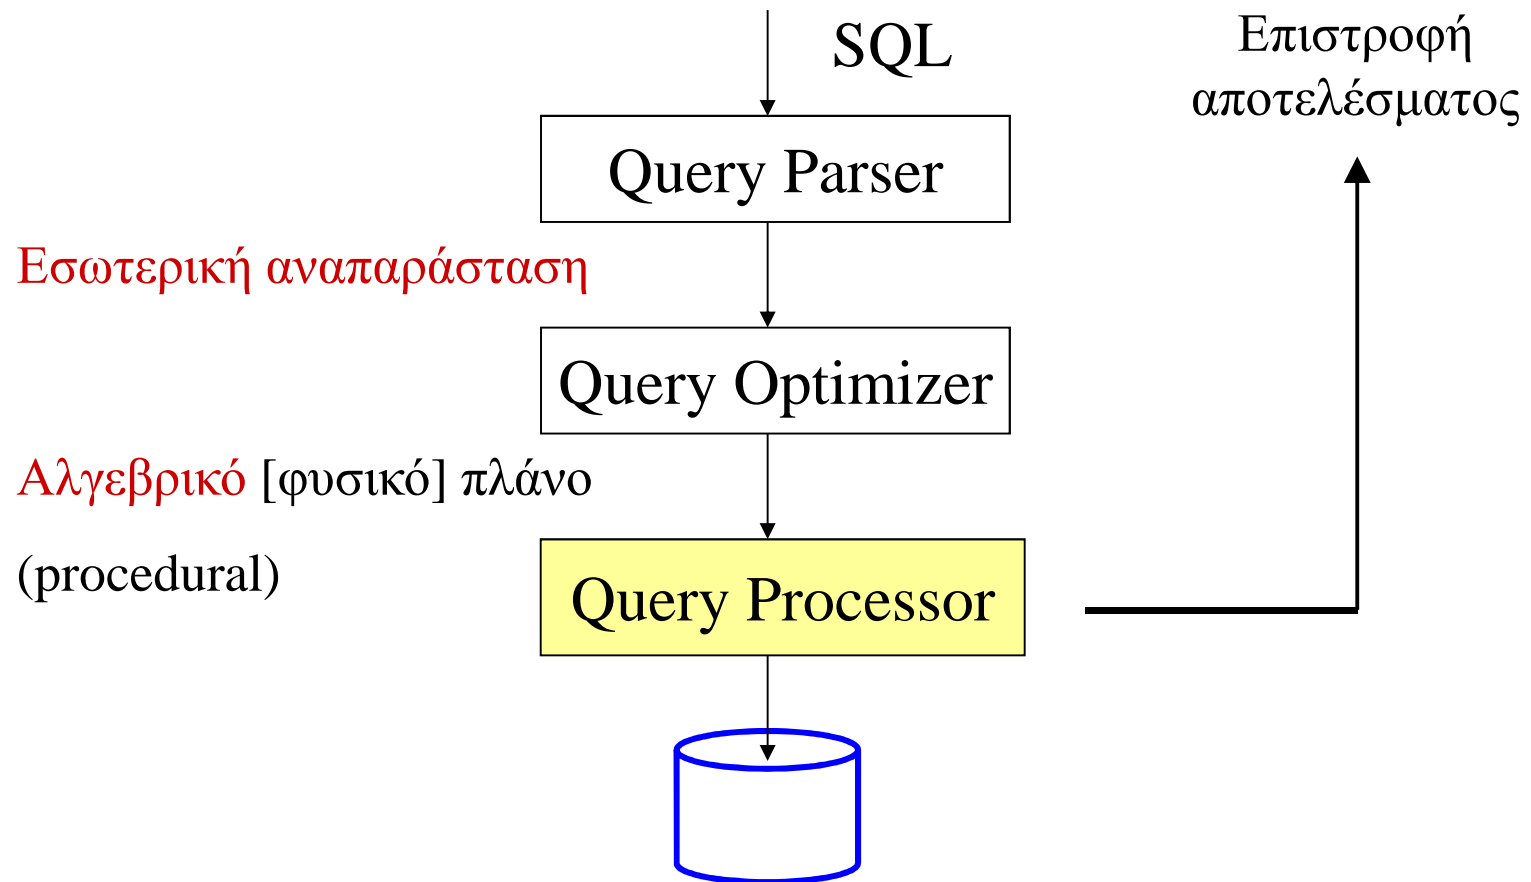 SQL
Επιστροφή
αποτελέσματος
Query Parser
Εσωτερική αναπαράσταση
Query Optimizer
Αλγεβρικό [φυσικό] πλάνο
(procedural)
Query Processor